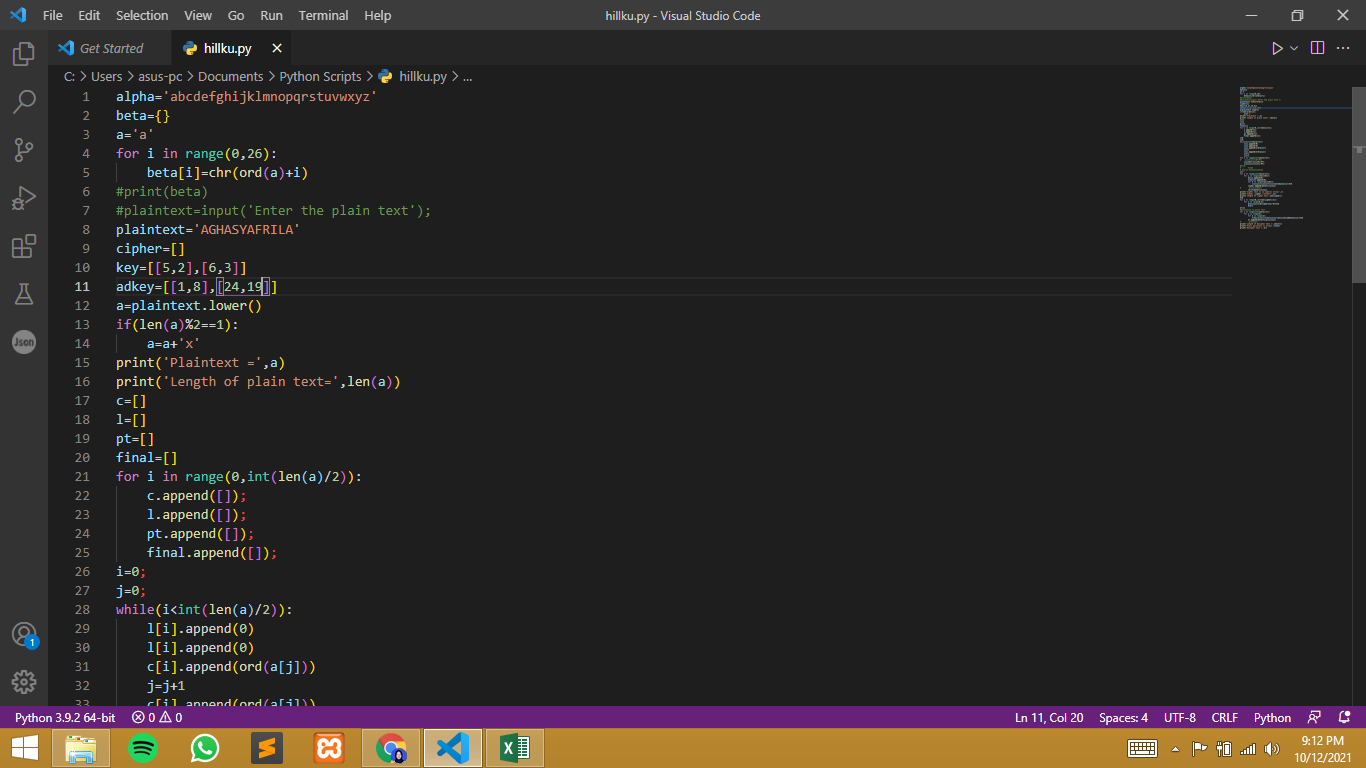 File Edit Selection View Go Run Terminal Help hillku.py - Visual Studio Code
Get Started hillku.py
C: > Users > asus-pc > Documents > Python Scripts > hillku.py > ...
1 alpha='abcdefghijklmnopqrstuvwxyz'
2 beta={}
3 a='a'
4 for i in range(0,26):
5     beta[i]=chr(ord(a)+i)
6 #print(beta)
7 #plaintext=input('Enter the plain text');
8 plaintext='AGHASYAFRILA'
9 cipher=[]
10 key=[[5,2],[6,3]]
11 adkey=[[1,8],[24,19]]
12 a=plaintext.lower()
13 if(len(a)%2==1):
14     a=a+'x'
15 print('Plaintext =',a)
16 print('Length of plain text=',len(a))
17 c=[]
18 l=[]
19 pt=[]
20 final=[]
21 for i in range(0,int(len(a)/2)):
22     c.append([]);
23     l.append([]);
24     pt.append([]);
25     final.append([]);
26 i=0;
27 j=0;
28 while(i<int(len(a)/2)):
29     l[i].append(0)
30     l[i].append(0)
31     c[i].append(ord(a[j]))
32     j=j+1
33     c[i].append(ord(a[j]))
Json
1
Python 3.9.2 64-bit 0 0 Ln 11, Col 20 Spaces: 4 UTF-8 CRLF Python
9:12 PM
10/12/2021